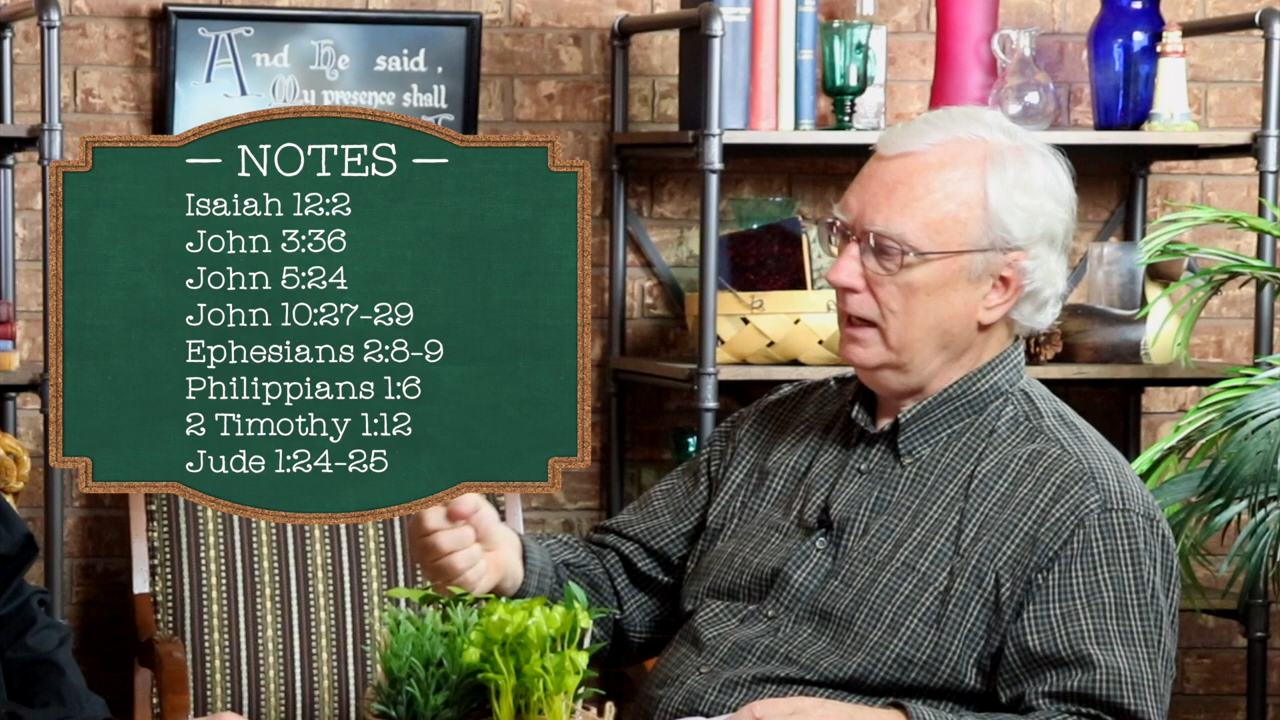 And He said,
My presence shall
— NOTES —
Isaiah 12:2
John 3:36
John 5:24
John 10:27-29
Ephesians 2:8-9
Philippians 1:6
2 Timothy 1:12
Jude 1:24-25